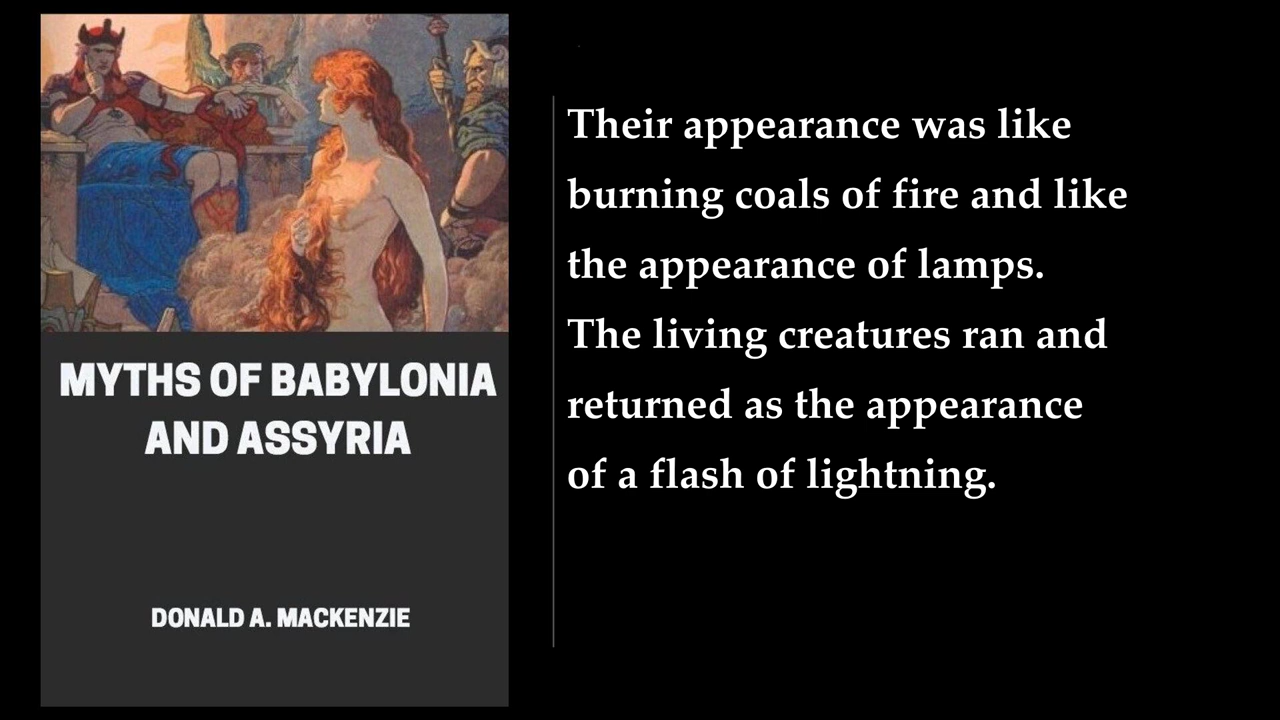 MYTHS OF BABYLONIA
AND ASSYRIA
DONALD A. MACKENZIE
Their appearance was like
burning coals of fire and like
the appearance of lamps.
The living creatures ran and
returned as the appearance
of a flash of lightning.